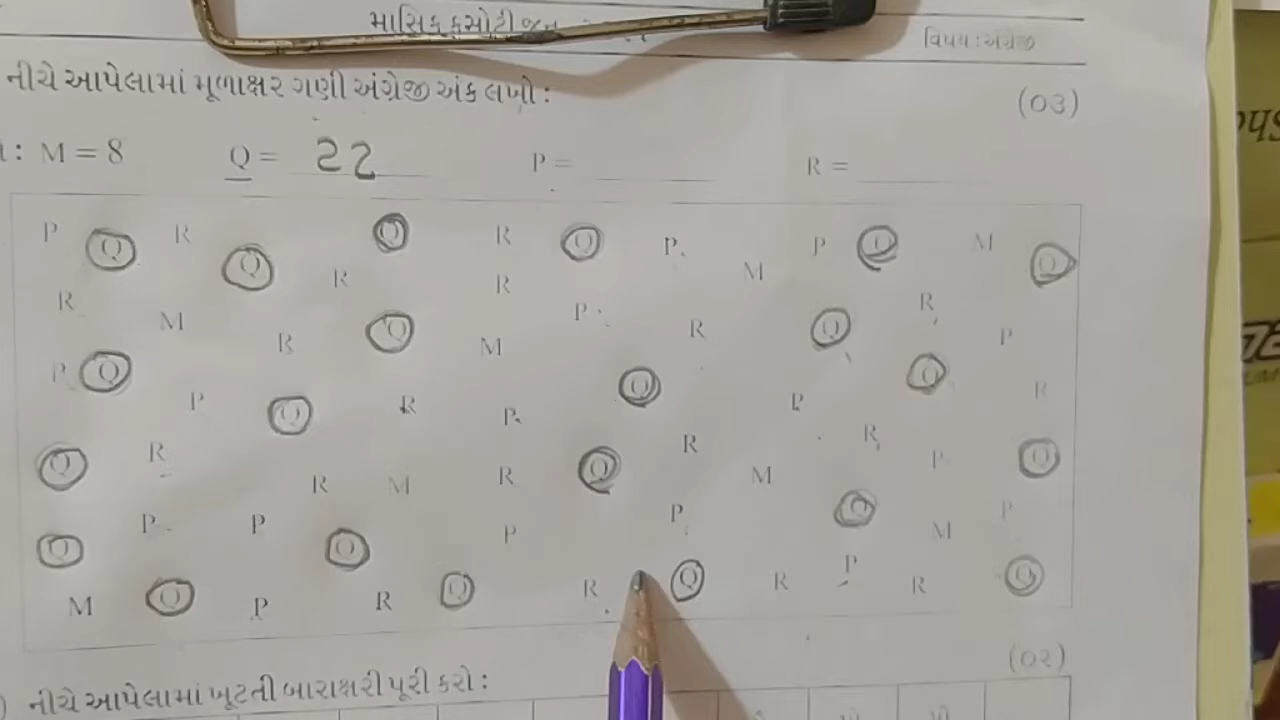 માસિક કસોટી જૂન
વિષય : અંગ્રેજી
નીચે આપેલામાં મૂળાક્ષર ગણી અંગ્રેજી અંક લખો : (03)
: M = 8 Q = 22 P = R =
P Q R Q Q R Q P M P Q M Q
R M R R Q R M P R Q R P
P Q P Q R P Q P Q R
Q R R M R Q R M R P Q
Q P P Q P P Q M P
M Q P R Q R Q R P R Q
નીચે આપેલામાં ખૂટતી બારાક્ષરી પૂરી કરો : (02)